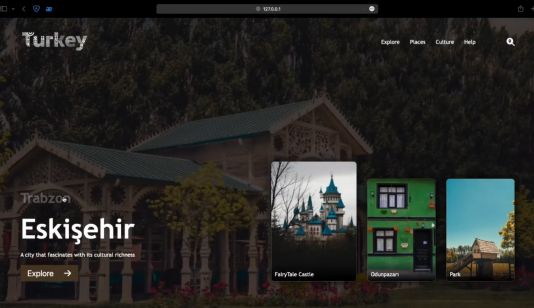 127.0.0.1
Turkey
Explore Places Culture Help
Trabzon
Eskişehir
A city that fascinates with its cultural richness
Explore →
FairyTale Castle
Odunpazarı
Park